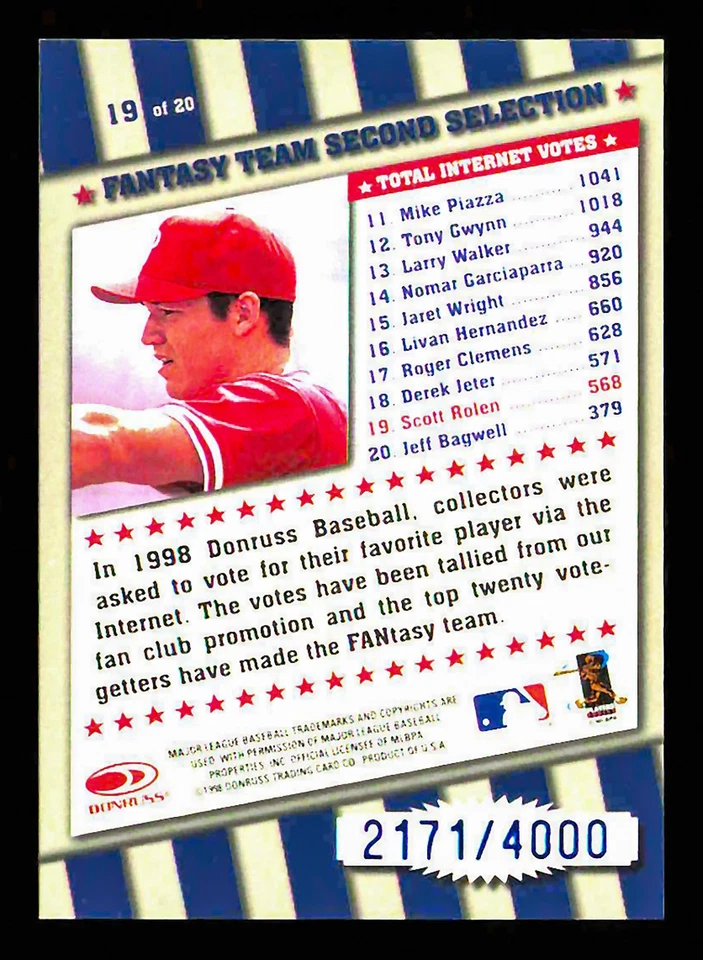 19 of 20
FANTASY TEAM SECOND SELECTION
TOTAL INTERNET VOTES
11. Mike Piazza ........... 1041
12. Tony Gwynn ........... 1018
13. Larry Walker ........... 944
14. Nomar Garciaparra ... 920
15. Jaret Wright ........... 856
16. Livan Hernandez ....... 660
17. Roger Clemens ....... 628
18. Derek Jeter ........... 571
19. Scott Rolen ........... 568
20. Jeff Bagwell ........... 379
In 1998 Donruss Baseball, collectors were
asked to vote for their favorite player via the
Internet. The votes have been tallied from our
fan club promotion and the top twenty vote-
getters have made the FANtasy team.
MAJOR LEAGUE BASEBALL TRADEMARKS AND COPYRIGHTS ARE
USED WITH PERMISSION OF MAJOR LEAGUE BASEBALL
PROPERTIES, INC. OFFICIAL LICENSEE OF MLBPA
©1998 DONRUSS TRADING CARD CO. PRODUCT OF U.S.A.
DONRUSS
2171/4000